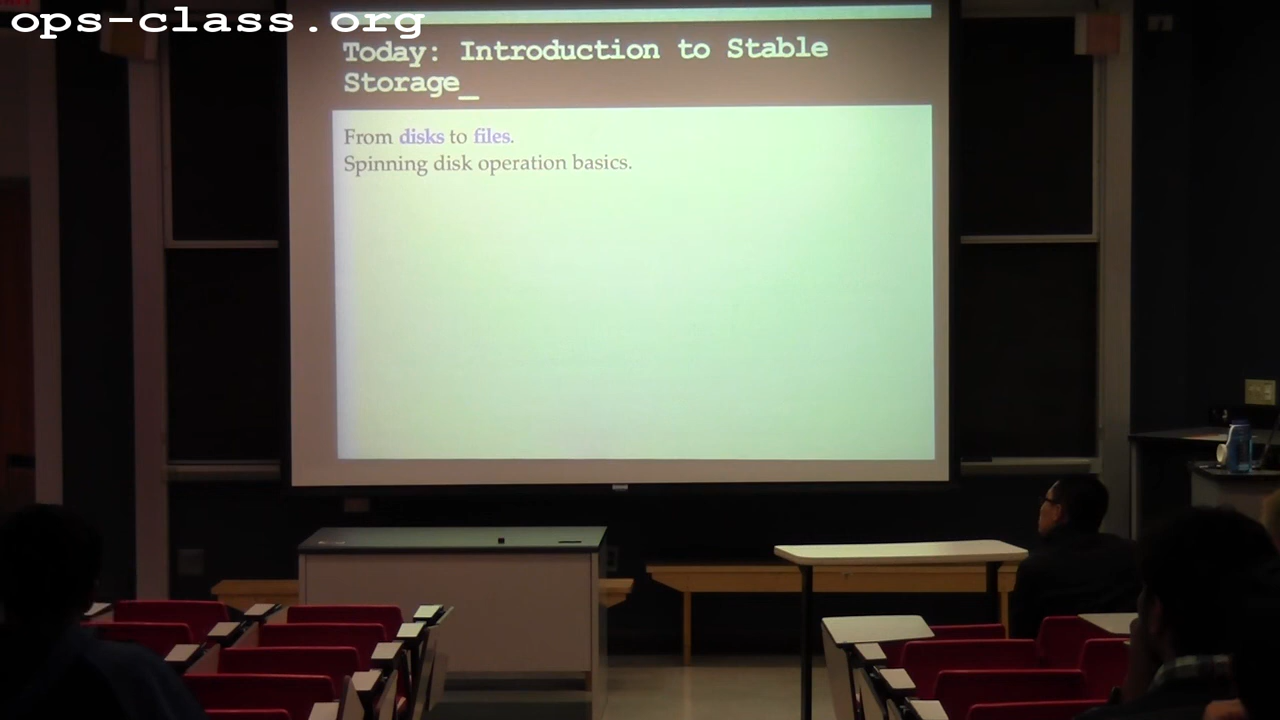 ops-class.org
Today: Introduction to Stable
Storage_
From disks to files.
Spinning disk operation basics.